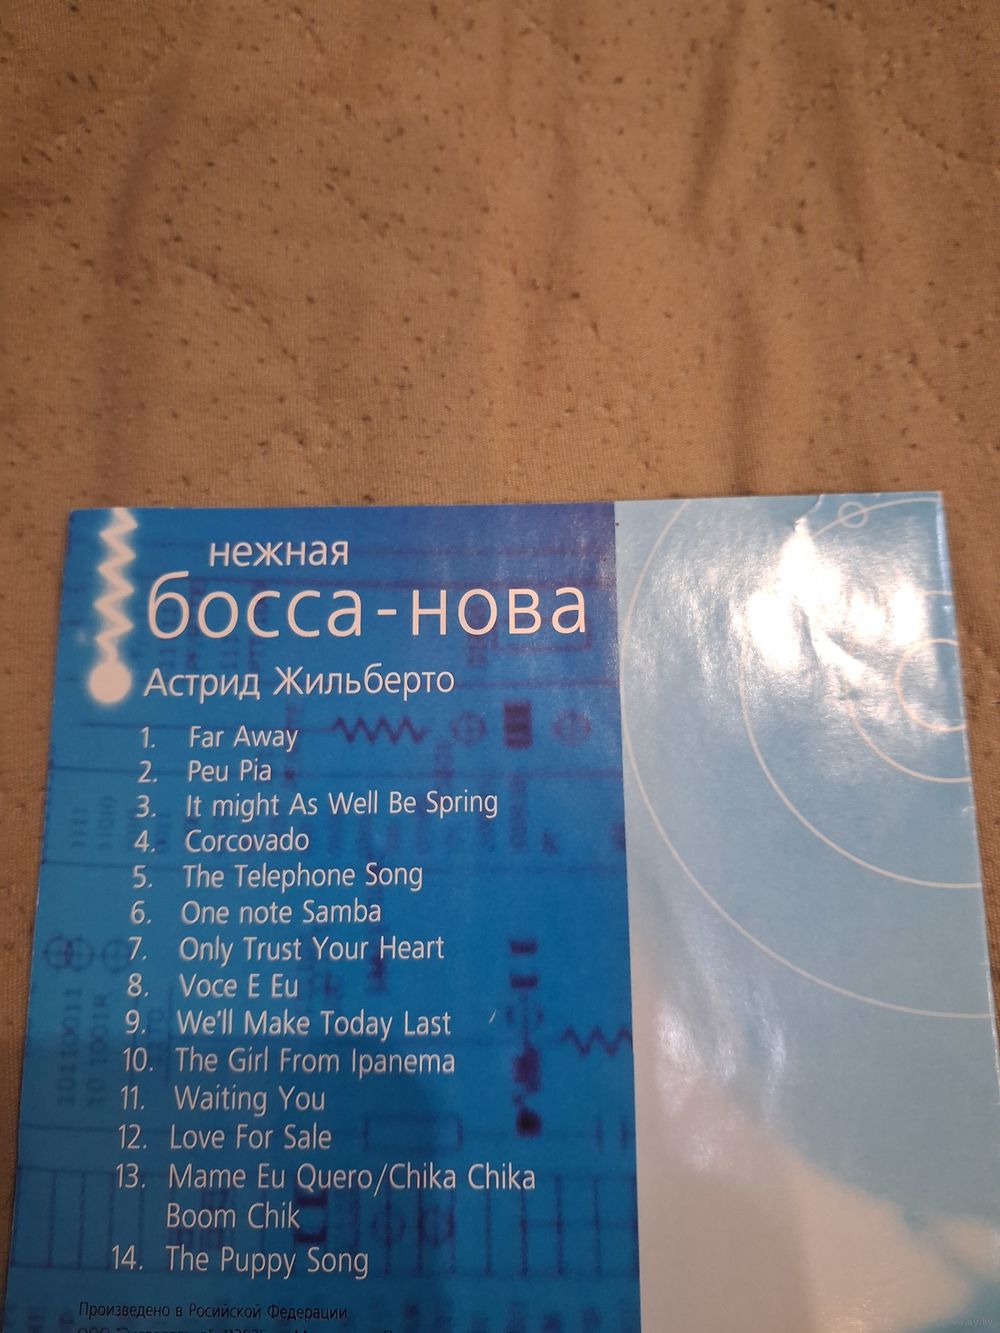 нежная
босса-нова
Астрид Жильберто
1. Far Away
2. Peu Pia
3. It might As Well Be Spring
4. Corcovado
5. The Telephone Song
6. One note Samba
7. Only Trust Your Heart
8. Voce E Eu
9. We'll Make Today Last
10. The Girl From Ipanema
11. Waiting You
12. Love For Sale
13. Mame Eu Quero/Chika Chika
Boom Chik
14. The Puppy Song
Произведено в Росийской Федерации